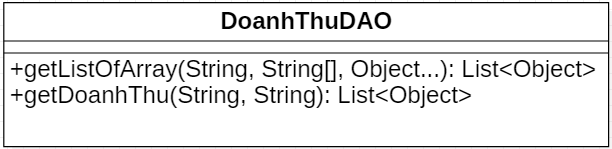 DoanhThuDAO
+getListOfArray(String, String[], Object...): List<Object>
+getDoanhThu(String, String): List<Object>